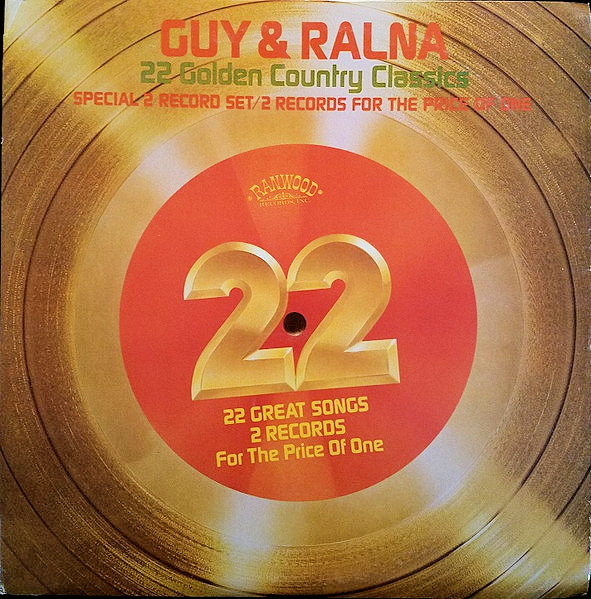 GUY & RALNA
22 Golden Country Classics
SPECIAL 2 RECORD SET/2 RECORDS FOR THE PRICE OF ONE
RANWOOD
RECORDS, INC.
22
22 GREAT SONGS
2 RECORDS
For The Price Of One